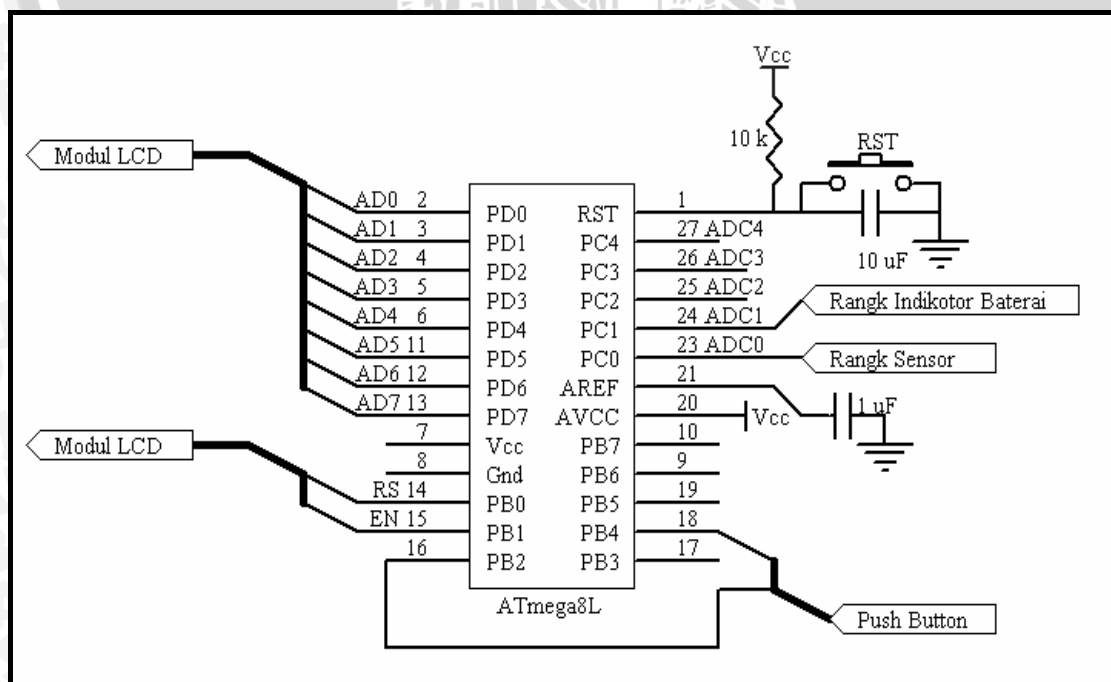 Vcc
10 k
RST
10 uF
Modul LCD
AD0 2 PD0 RST 1
AD1 3 PD1 PC4 27 ADC4
AD2 4 PD2 PC3 26 ADC3
AD3 5 PD3 PC2 25 ADC2
AD4 6 PD4 PC1 24 ADC1 Rangk Indikotor Baterai
AD5 11 PD5 PC0 23 ADC0 Rangk Sensor
AD6 12 PD6 AREF 21 1 uF
AD7 13 PD7 AVCC 20 Vcc
Modul LCD
7 Vcc PB7 10
8 Gnd PB6 9
RS 14 PB0 PB5 19
EN 15 PB1 PB4 18
16 PB2 PB3 17
ATmega8L
Push Button